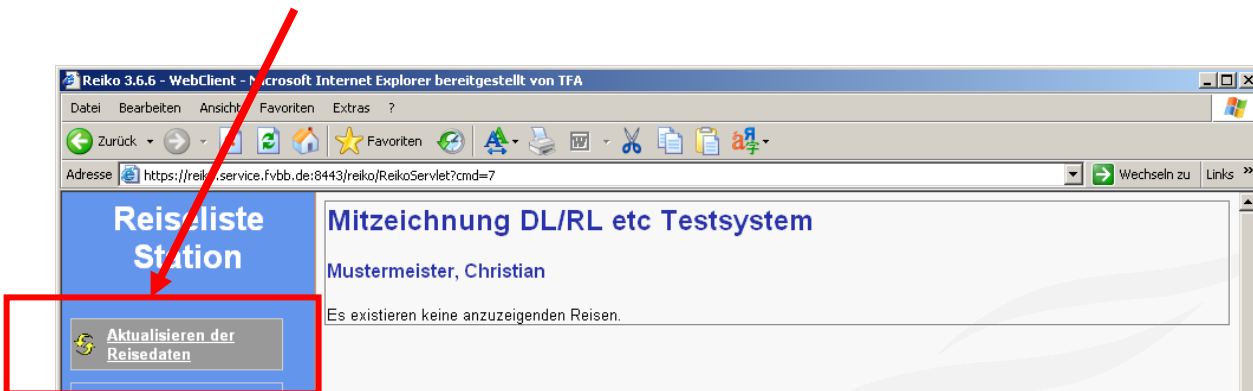 Reiko 3.6.6 - WebClient - Microsoft Internet Explorer bereitgestellt von TFA
Datei Bearbeiten Ansicht Favoriten Extras ?
Zurück Favoriten
Adresse https://reiko.service.fvbb.de:8443/reiko/ReikoServlet?cmd=7 Wechseln zu Links »
Reiseliste
Station
Aktualisieren der
Reisedaten
Mitzeichnung DL/RL etc Testsystem
Mustermeister, Christian
Es existieren keine anzuzeigenden Reisen.